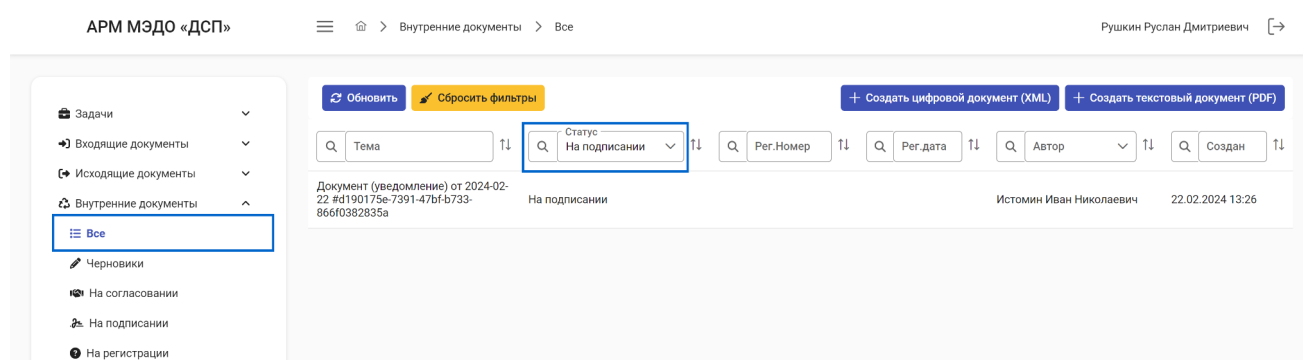 АРМ МЭДО «ДСП»
Внутренние документы > Все
Рушкин Руслан Дмитриевич
Задачи
Входящие документы
Исходящие документы
Внутренние документы
Все
Черновики
На согласовании
На подписании
На регистрации
Обновить
Сбросить фильтры
+ Создать цифровой документ (XML)
+ Создать текстовый документ (PDF)
Тема
Статус
На подписании
Рег.Номер
Рег.дата
Автор
Создан
Документ (уведомление) от 2024-02-
22 #d190175e-7391-47bf-b733-
866f0382835a
На подписании
Истомин Иван Николаевич
22.02.2024 13:26